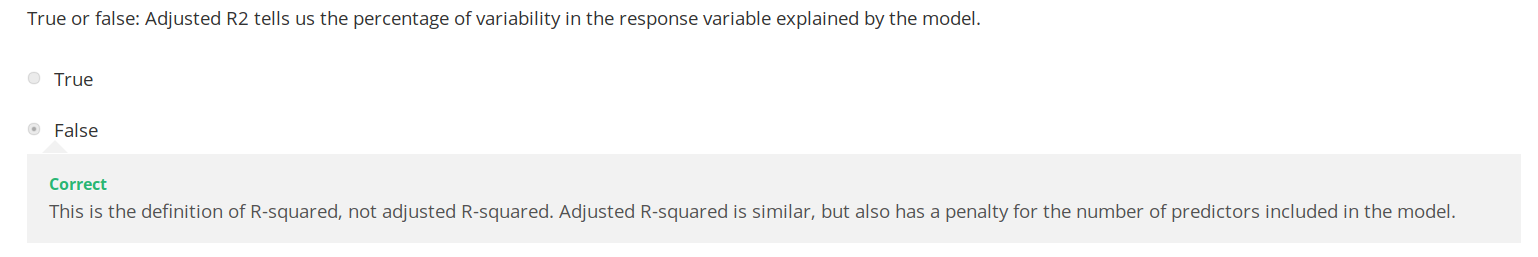 True or false: Adjusted R2 tells us the percentage of variability in the response variable explained by the model.
True
False
Correct
This is the definition of R-squared, not adjusted R-squared. Adjusted R-squared is similar, but also has a penalty for the number of predictors included in the model.